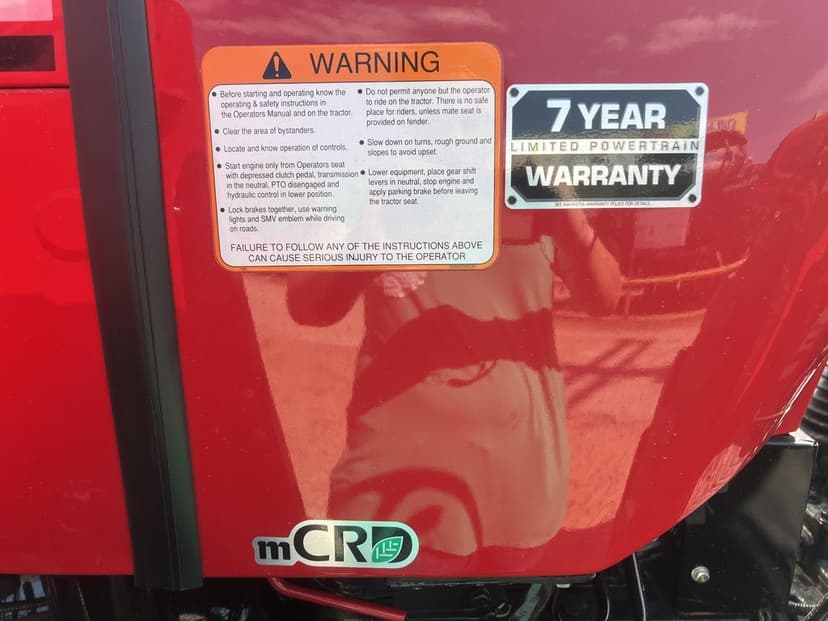 WARNING
Before starting and operating know the
operating & safety instructions in
the Operators Manual and on the tractor.
Clear the area of bystanders.
Locate and know operation of controls.
Start engine only from Operators seat
with depressed clutch pedal, transmission
in the neutral, PTO disengaged and
hydraulic control in lower position.
Lock brakes together, use warning
lights and SMV emblem while driving
on roads.
Do not permit anyone but the operator
to ride on the tractor. There is no safe
place for riders, unless mate seat is
provided on fender.
Slow down on turns, rough ground and
slopes to avoid upset.
Lower equipment, place gear shift
levers in neutral, stop engine and
apply parking brake before leaving
the tractor seat.
FAILURE TO FOLLOW ANY OF THE INSTRUCTIONS ABOVE
CAN CAUSE SERIOUS INJURY TO THE OPERATOR
7 YEAR
LIMITED POWERTRAIN
WARRANTY
SEE MAHINDRA WARRANTY POLICY FOR DETAILS.
mCRD